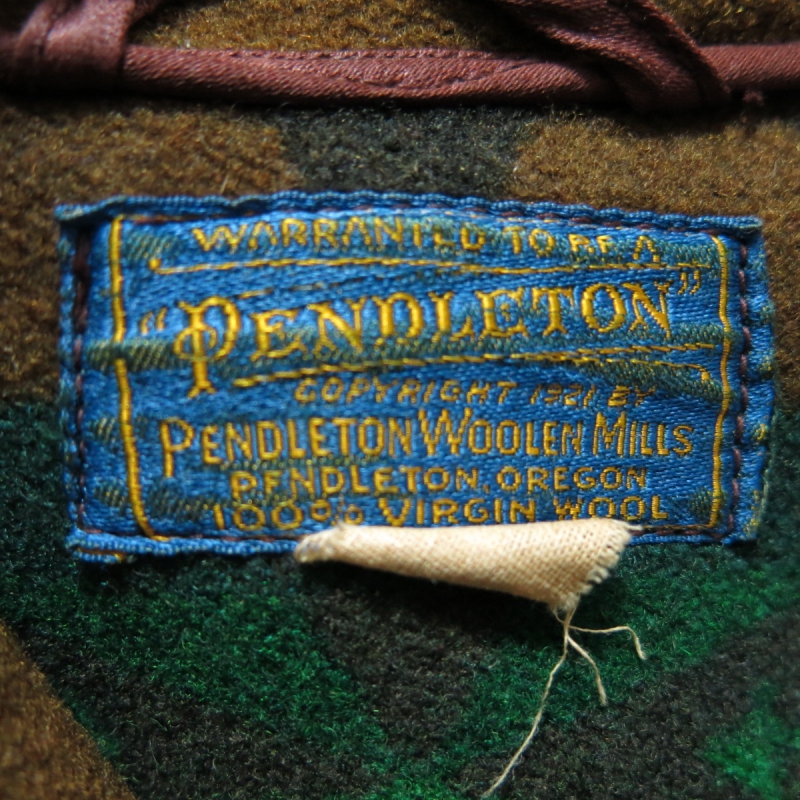 WARRANTED TO BE A
"PENDLETON"
COPYRIGHT 1921 BY
PENDLETON WOOLEN MILLS
PENDLETON, OREGON
100% VIRGIN WOOL